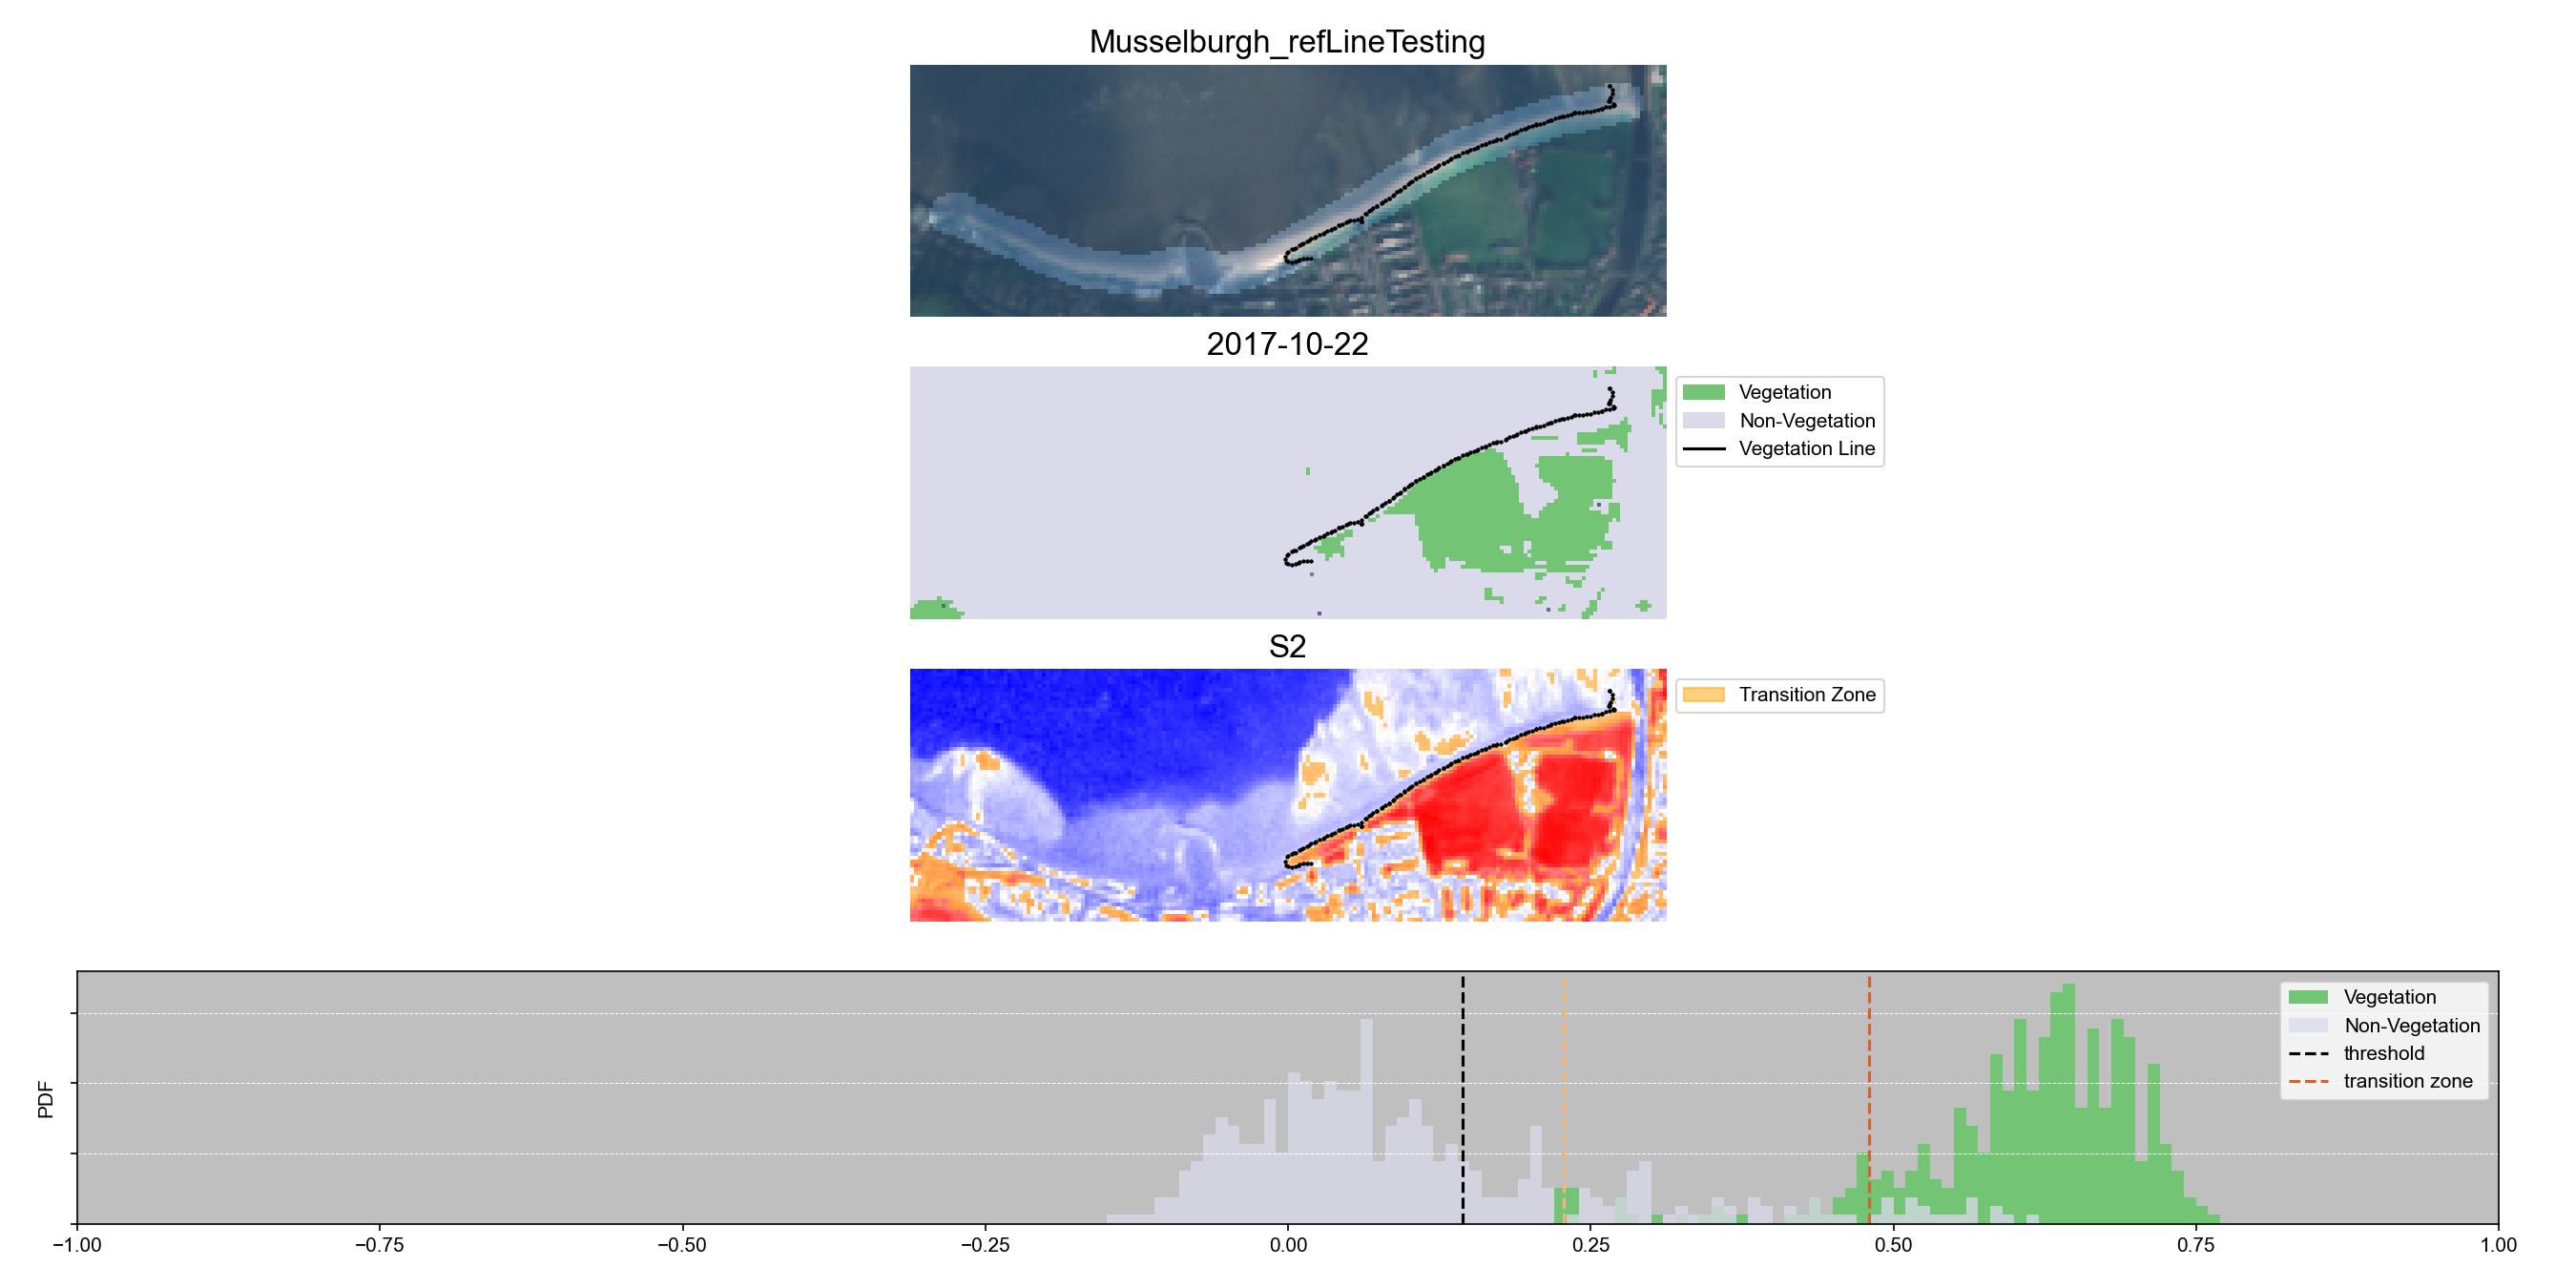 Musselburgh_refLineTesting
2017-10-22
Vegetation
Non-Vegetation
Vegetation Line
S2
Transition Zone
PDF
Vegetation
Non-Vegetation
threshold
transition zone
−1.00 −0.75 −0.50 −0.25 0.00 0.25 0.50 0.75 1.00